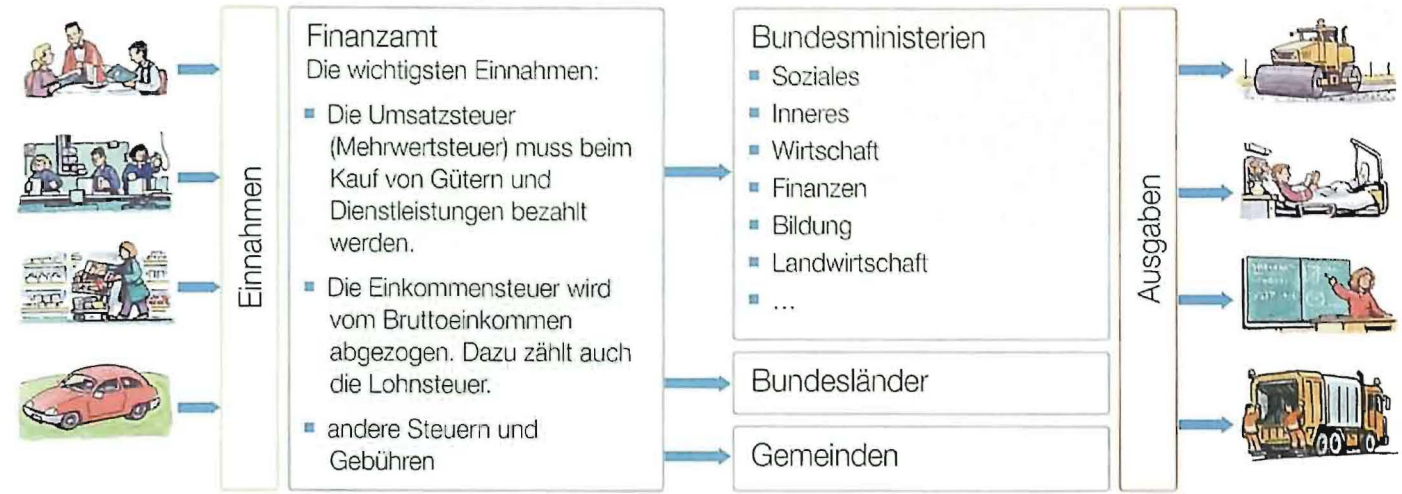 Einnahmen
Finanzamt
Die wichtigsten Einnahmen:
▪ Die Umsatzsteuer
(Mehrwertsteuer) muss beim
Kauf von Gütern und
Dienstleistungen bezahlt
werden.
▪ Die Einkommensteuer wird
vom Bruttoeinkommen
abgezogen. Dazu zählt auch
die Lohnsteuer.
▪ andere Steuern und
Gebühren
Bundesministerien
▪ Soziales
▪ Inneres
▪ Wirtschaft
▪ Finanzen
▪ Bildung
▪ Landwirtschaft
▪ ...
Bundesländer
Gemeinden
Ausgaben